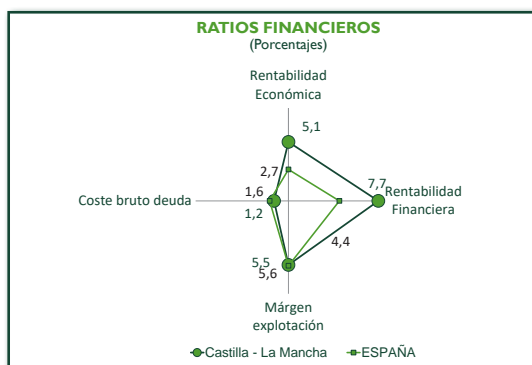 RATIOS FINANCIEROS
(Porcentajes)
Rentabilidad
Económica
5,1
2,7
7,7
Rentabilidad
Financiera
1,6
Coste bruto deuda
1,2
4,4
5,5
5,6
Márgen
explotación
Castilla - La Mancha
ESPAÑA